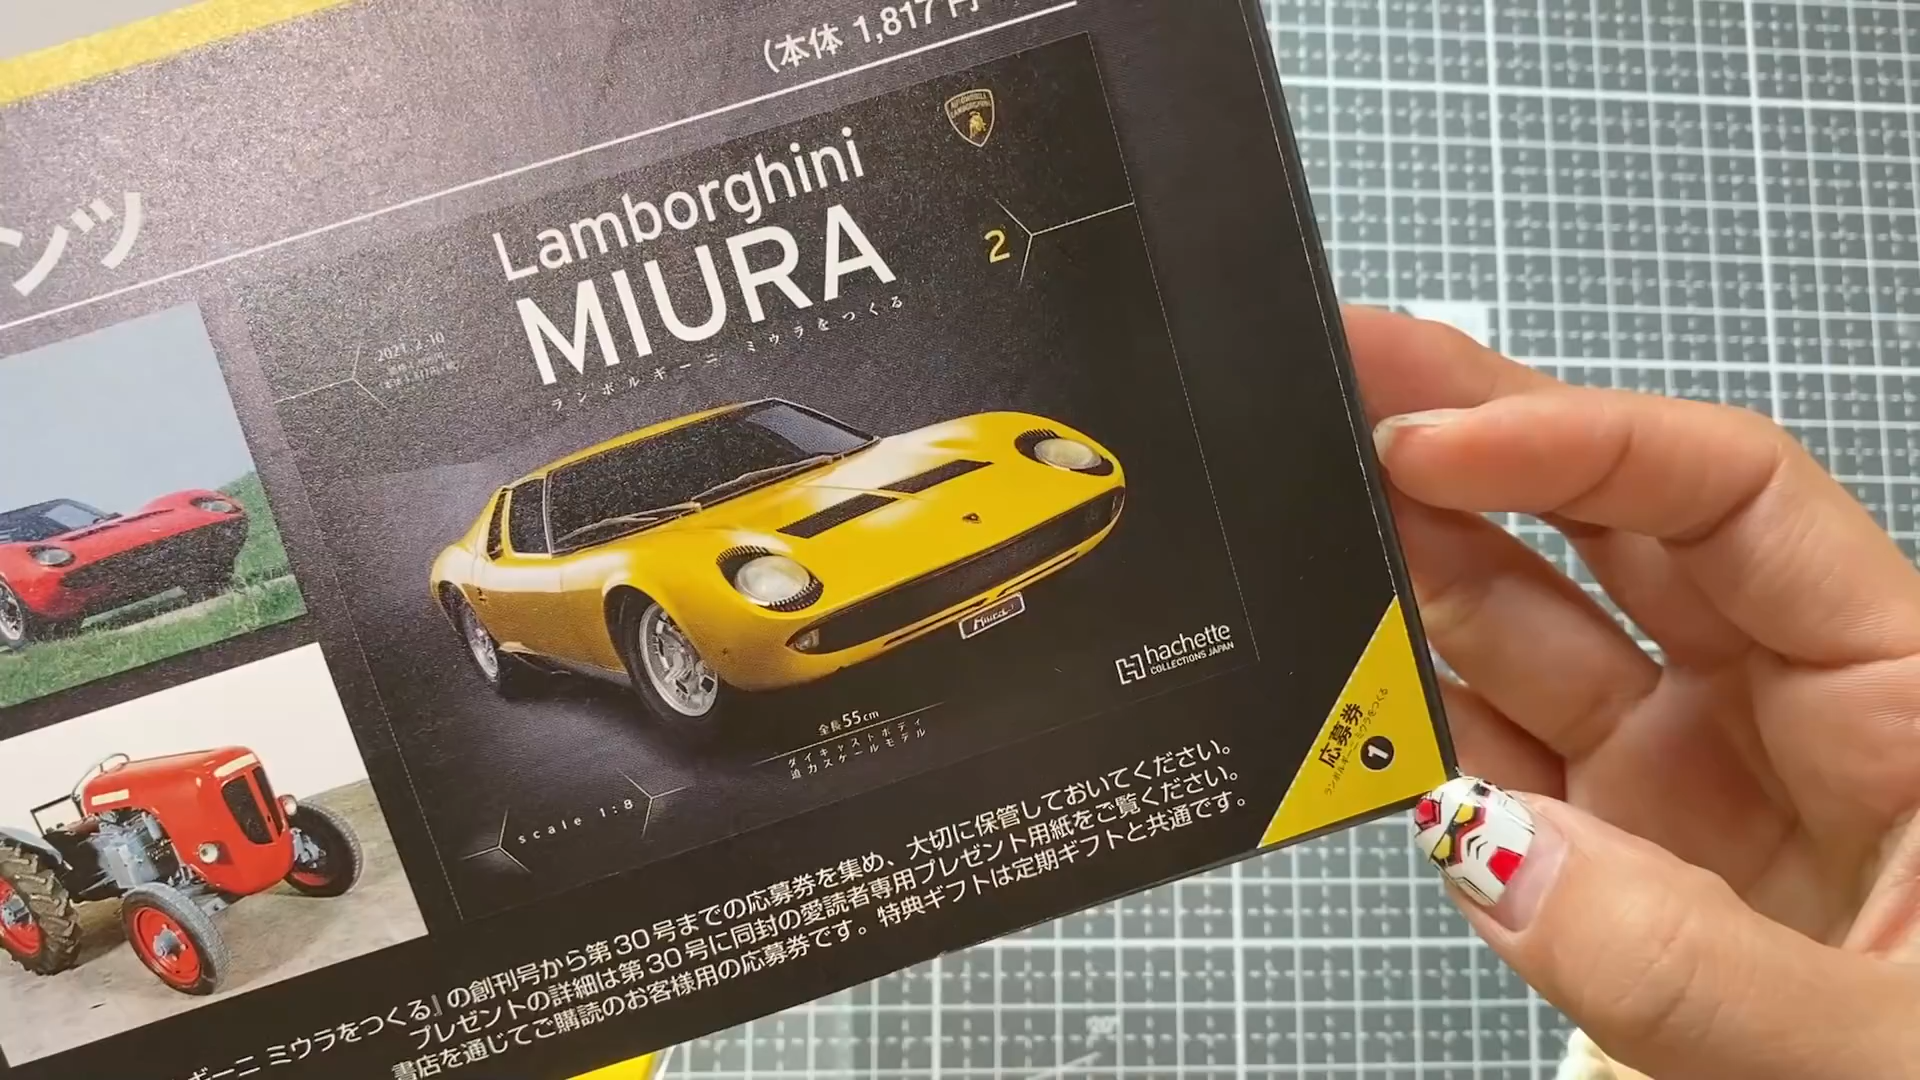 (本体 1,817円
ンツ
AUTOMOBILI
LAMBORGHINI
Lamborghini
MIURA
ランボルギーニ ミウラをつくる
2
2021.2.10
Miura
hachette
COLLECTIONS JAPAN
全長55cm
ダイキャストボディ
迫力スケールモデル
scale 1:8
応募券
ランボルギーニ ミウラをつくる
1
ギーニ ミウラをつくる』の創刊号から第30号までの応募券を集め、大切に保管しておいてください。
プレゼントの詳細は第30号に同封の愛読者専用プレゼント用紙をご覧ください。
書店を通じてご購読のお客様用の応募券です。特典ギフトは定期ギフトと共通です。